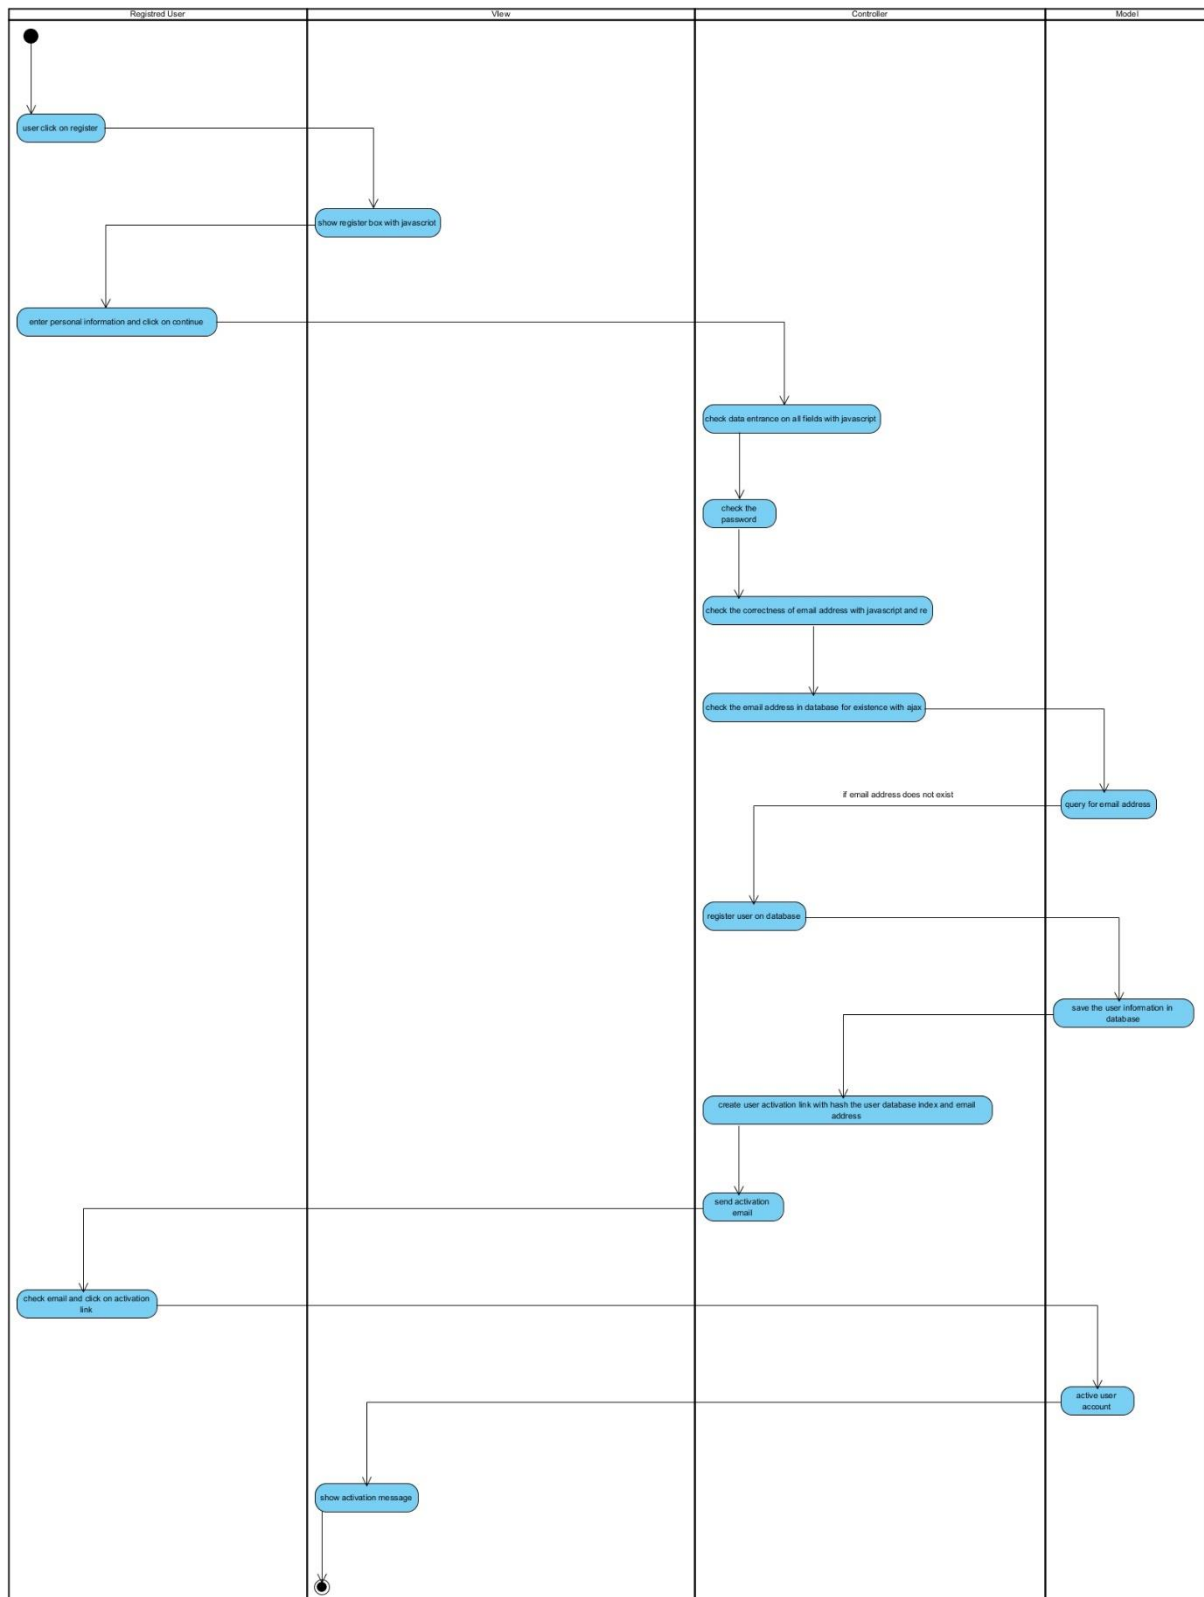 Registred User
View
Controller
Model
user click on register
show register box with javascriot
enter personal information and click on continue
check data entrance on all fields with javascript
check the
password
check the correctness of email address with javascript and re
check the email address in database for existence with ajax
if email address does not exist
query for email address
register user on database
save the user information in
database
create user activation link with hash the user database index and email
address
send activation
email
check email and click on activation
link
active user
account
show activation message